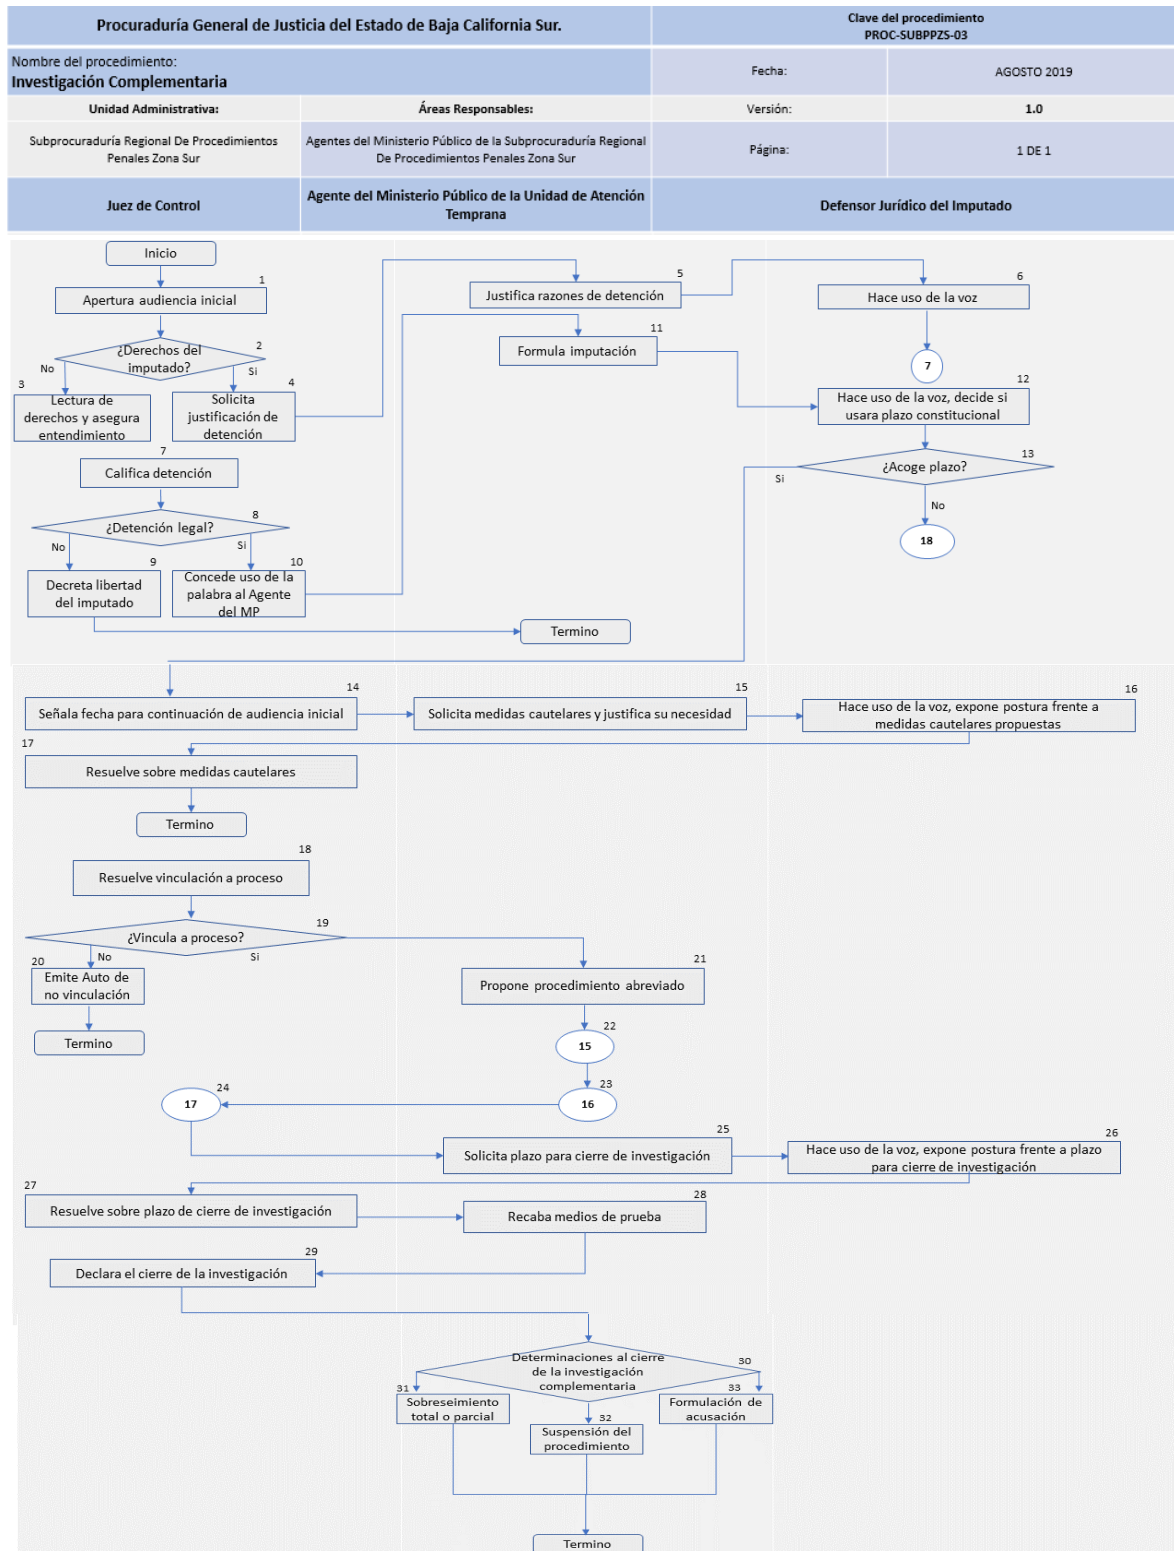 Procuraduría General de Justicia del Estado de Baja California Sur.
Clave del procedimiento
PROC-SUBPPZS-03
Nombre del procedimiento:
Investigación Complementaria
Fecha:
AGOSTO 2019
Unidad Administrativa:
Áreas Responsables:
Versión:
1.0
Subprocuraduría Regional De Procedimientos
Penales Zona Sur
Agentes del Ministerio Público de la Subprocuraduría Regional
De Procedimientos Penales Zona Sur
Página:
1 DE 1
Juez de Control
Agente del Ministerio Público de la Unidad de Atención
Temprana
Defensor Jurídico del Imputado
Inicio
1
Apertura audiencia inicial
5
Justifica razones de detención
6
Hace uso de la voz
2
¿Derechos del
imputado?
No
Si
11
Formula imputación
7
3
Lectura de
derechos y asegura
entendimiento
4
Solicita
justificación de
detención
12
Hace uso de la voz, decide si
usara plazo constitucional
7
Califica detención
13
¿Acoge plazo?
Si
No
8
¿Detención legal?
No
Si
18
9
Decreta libertad
del imputado
10
Concede uso de la
palabra al Agente
del MP
Termino
14
Señala fecha para continuación de audiencia inicial
15
Solicita medidas cautelares y justifica su necesidad
16
Hace uso de la voz, expone postura frente a
medidas cautelares propuestas
17
Resuelve sobre medidas cautelares
Termino
18
Resuelve vinculación a proceso
19
¿Vincula a proceso?
No
Si
20
Emite Auto de
no vinculación
21
Propone procedimiento abreviado
Termino
22
15
23
16
24
17
25
Solicita plazo para cierre de investigación
26
Hace uso de la voz, expone postura frente a plazo
para cierre de investigación
27
Resuelve sobre plazo de cierre de investigación
28
Recaba medios de prueba
29
Declara el cierre de la investigación
30
Determinaciones al cierre
de la investigación
complementaria
31
Sobreseimiento
total o parcial
32
Suspensión del
procedimiento
33
Formulación de
acusación
Termino